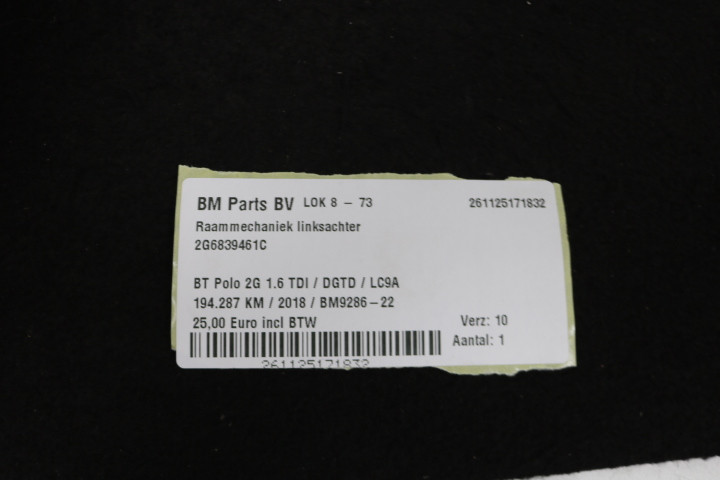 BM Parts BV LOK 8 - 73 261125171832
Raammechaniek linksachter
2G6839461C
BT Polo 2G 1.6 TDI / DGTD / LC9A
194.287 KM / 2018 / BM9286-22
25,00 Euro incl BTW Verz: 10
Aantal: 1
261125171832